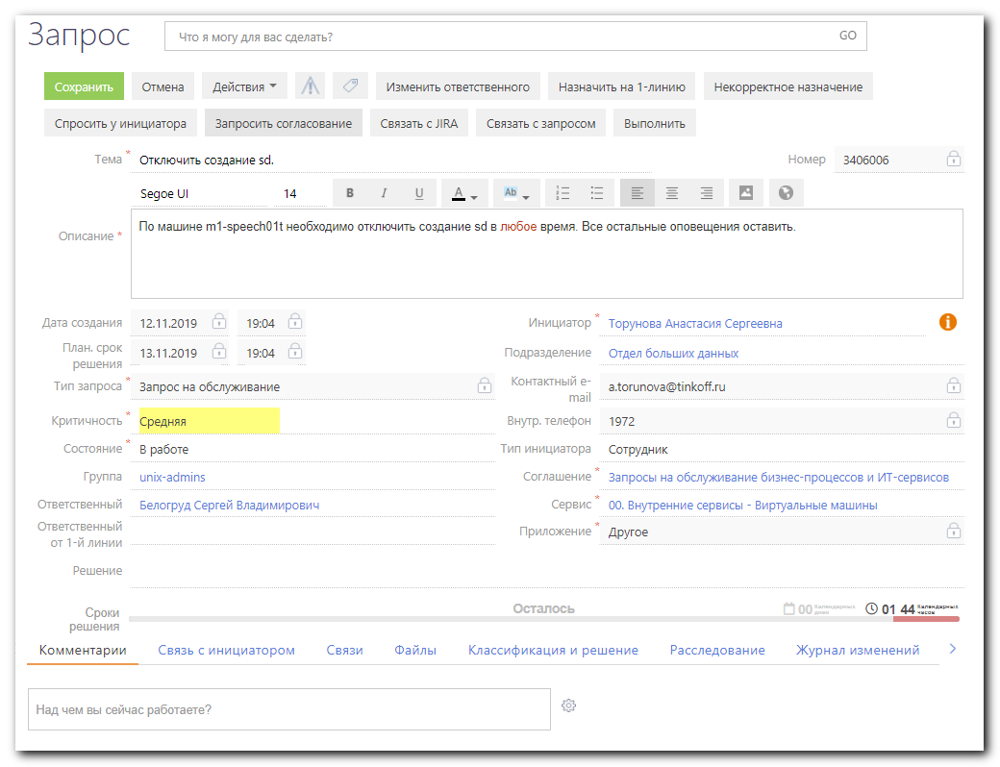 Запрос
Что я могу для вас сделать? GO
Сохранить Отмена Действия Изменить ответственного Назначить на 1-линию Некорректное назначение
Спросить у инициатора Запросить согласование Связать с JIRA Связать с запросом Выполнить
Тема * Отключить создание sd. Номер 3406006
Segoe UI 14 B I U A Ab
Описание * По машине m1-speech01t необходимо отключить создание sd в любое время. Все остальные оповещения оставить.
Дата создания 12.11.2019 19:04 Инициатор * Торунова Анастасия Сергеевна
План. срок
решения 13.11.2019 19:04 Подразделение Отдел больших данных
Тип запроса * Запрос на обслуживание Контактный e-
mail a.torunova@tinkoff.ru
Критичность * Средняя Внутр. телефон 1972
Состояние * В работе Тип инициатора Сотрудник
Группа unix-admins Соглашение * Запросы на обслуживание бизнес-процессов и ИТ-сервисов
Ответственный Белогруд Сергей Владимирович Сервис * 00. Внутренние сервисы - Виртуальные машины
Ответственный
от 1-й линии Приложение * Другое
Решение
Сроки
решения Осталось 00 Календарных
дней 01 44 Календарных
часов
Комментарии Связь с инициатором Связи Файлы Классификация и решение Расследование Журнал изменений
Над чем вы сейчас работаете?